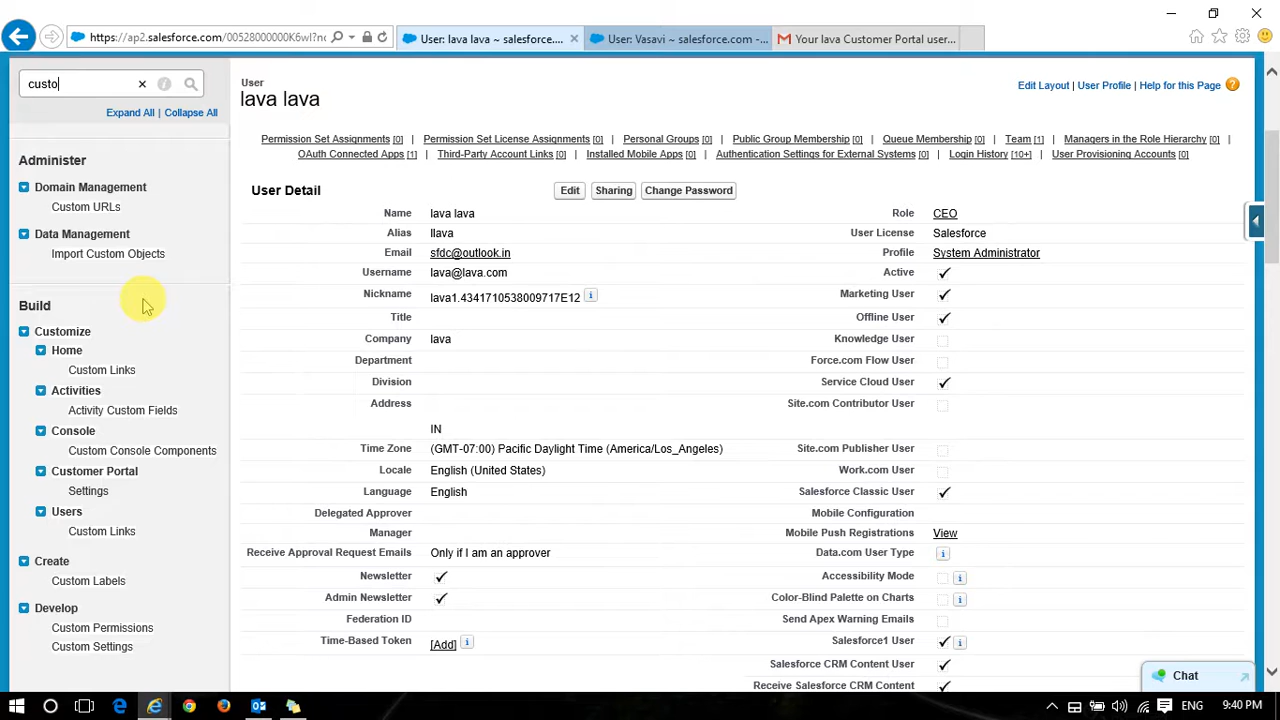 https://ap2.salesforce.com/00528000000K6wI?no
User: lava lava ~ salesforce....
User: Vasavi ~ salesforce.com -...
Your lava Customer Portal user...
custo
Expand All | Collapse All
Administer
Domain Management
Custom URLs
Data Management
Import Custom Objects
Build
Customize
Home
Custom Links
Activities
Activity Custom Fields
Console
Custom Console Components
Customer Portal
Settings
Users
Custom Links
Create
Custom Labels
Develop
Custom Permissions
Custom Settings
User
lava lava
Edit Layout | User Profile | Help for this Page
Permission Set Assignments [0] | Permission Set License Assignments [0] | Personal Groups [0] | Public Group Membership [0] | Queue Membership [0] | Team [1] | Managers in the Role Hierarchy [0] |
OAuth Connected Apps [1] | Third-Party Account Links [0] | Installed Mobile Apps [0] | Authentication Settings for External Systems [0] | Login History [10+] | User Provisioning Accounts [0]
User Detail
Edit Sharing Change Password
Name lava lava Role CEO
Alias llava User License Salesforce
Email sfdc@outlook.in Profile System Administrator
Username lava@lava.com Active
Nickname lava1.4341710538009717E12 Marketing User
Title Offline User
Company lava Knowledge User
Department Force.com Flow User
Division Service Cloud User
Address Site.com Contributor User
IN
Time Zone (GMT-07:00) Pacific Daylight Time (America/Los_Angeles) Site.com Publisher User
Locale English (United States) Work.com User
Language English Salesforce Classic User
Delegated Approver Mobile Configuration
Manager Mobile Push Registrations View
Receive Approval Request Emails Only if I am an approver Data.com User Type
Newsletter Accessibility Mode
Admin Newsletter Color-Blind Palette on Charts
Federation ID Send Apex Warning Emails
Time-Based Token [Add] Salesforce1 User
Salesforce CRM Content User
Receive Salesforce CRM Content
Chat
ENG 9:40 PM